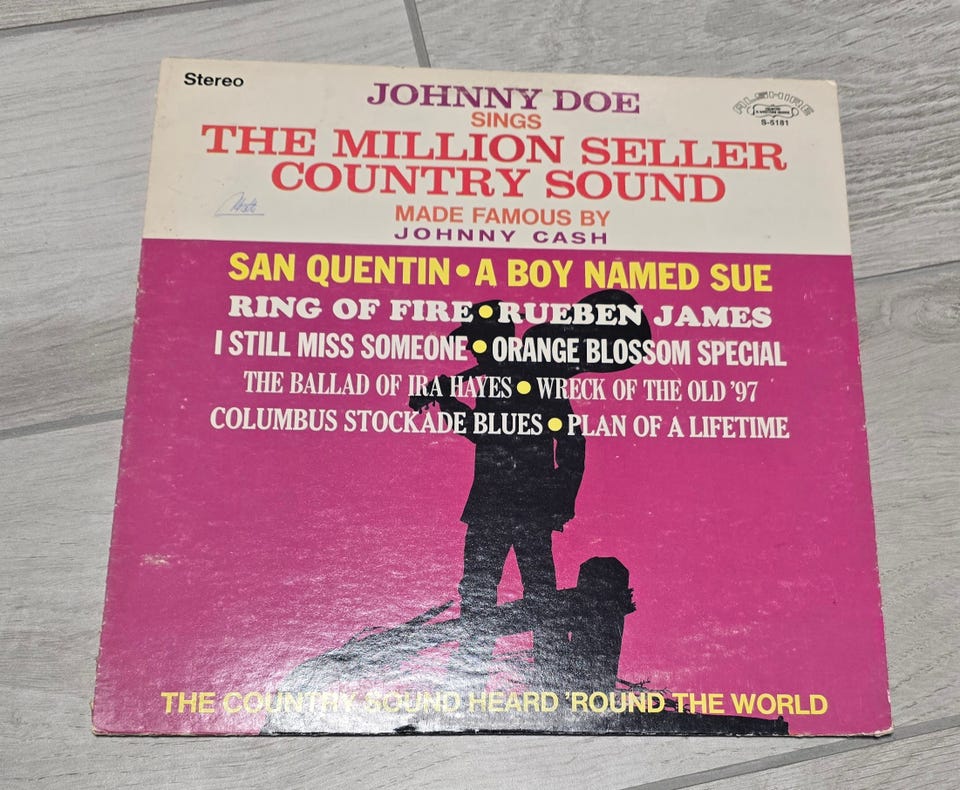 Stereo
JOHNNY DOE
SINGS
ALSHIRE
S-5181
THE MILLION SELLER
COUNTRY SOUND
MADE FAMOUS BY
JOHNNY CASH
SAN QUENTIN • A BOY NAMED SUE
RING OF FIRE • RUEBEN JAMES
I STILL MISS SOMEONE • ORANGE BLOSSOM SPECIAL
THE BALLAD OF IRA HAYES • WRECK OF THE OLD '97
COLUMBUS STOCKADE BLUES • PLAN OF A LIFETIME
THE COUNTRY SOUND HEARD 'ROUND THE WORLD